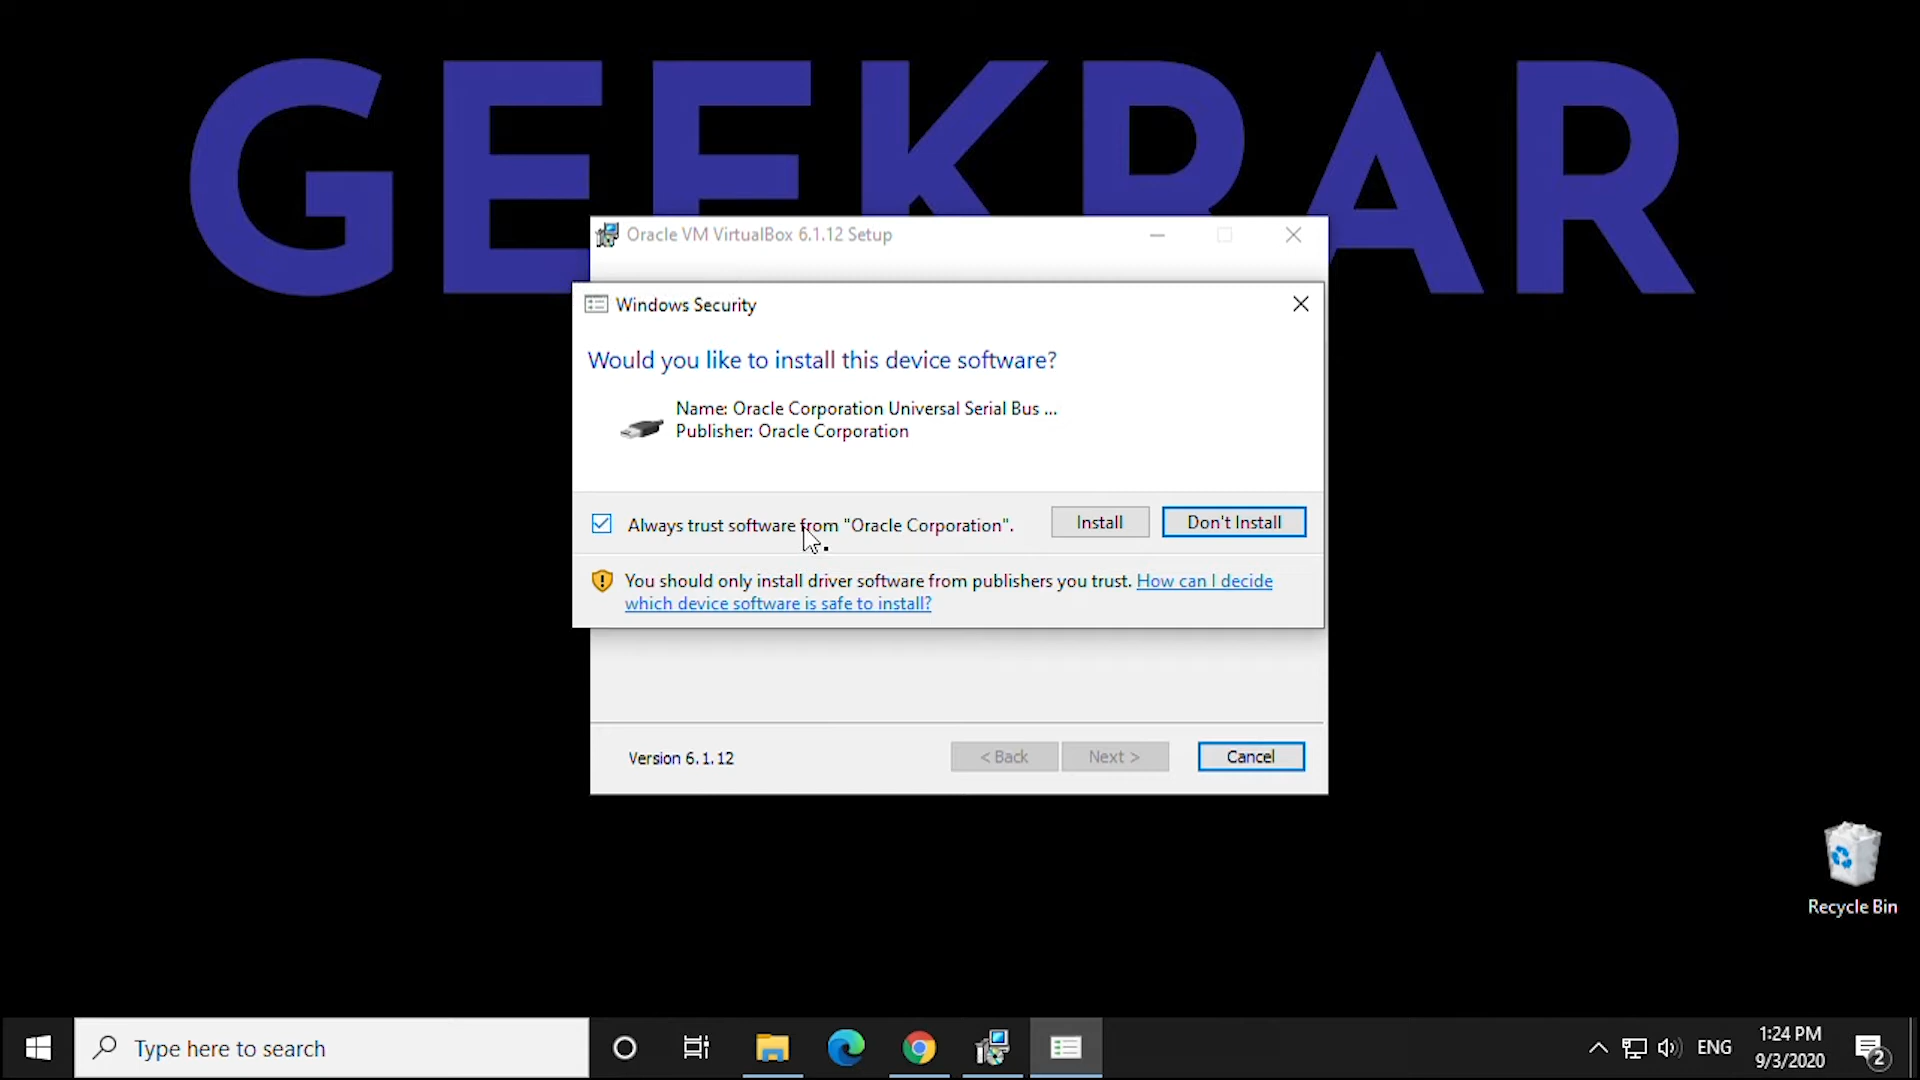 GEEKRAR
Oracle VM VirtualBox 6.1.12 Setup
Windows Security
Would you like to install this device software?
Name: Oracle Corporation Universal Serial Bus ...
Publisher: Oracle Corporation
Always trust software from "Oracle Corporation".
Install
Don't Install
You should only install driver software from publishers you trust. How can I decide
which device software is safe to install?
Version 6.1.12
< Back
Next >
Cancel
Recycle Bin
Type here to search
ENG
1:24 PM
9/3/2020
2